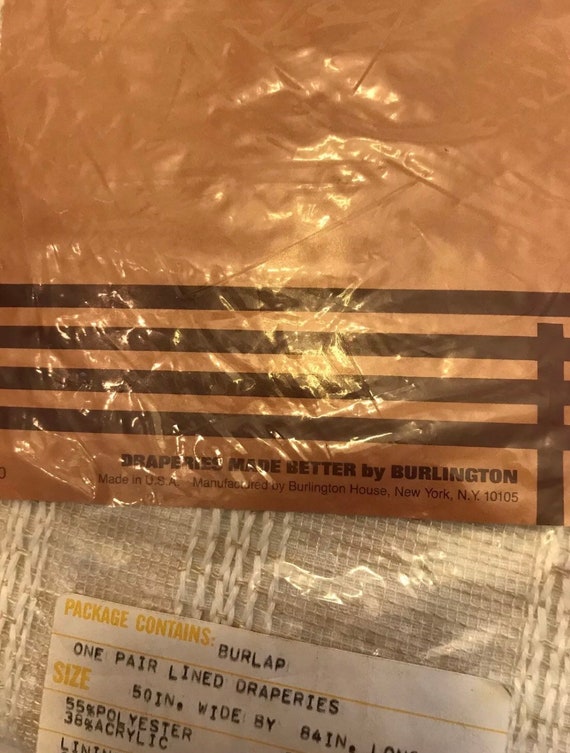 DRAPERIES MADE BETTER by BURLINGTON
0
Made in U.S.A. Manufactured by Burlington House, New York, N.Y. 10105
PACKAGE CONTAINS: BURLAP
ONE PAIR LINED DRAPERIES
SIZE 50IN. WIDE BY 84IN. LONG
55%POLYESTER
38%ACRYLIC